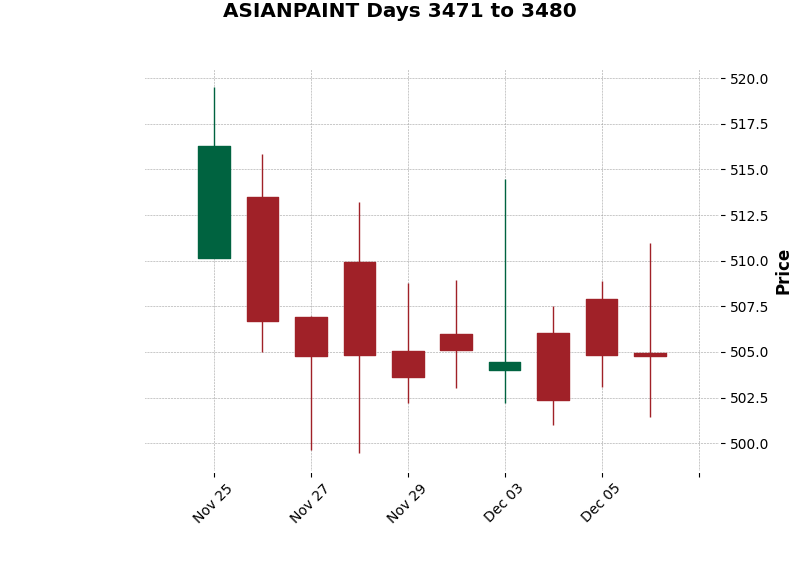 ASIANPAINT Days 3471 to 3480
520.0
517.5
515.0
512.5
510.0
507.5
505.0
502.5
500.0
Price
Nov 25
Nov 27
Nov 29
Dec 03
Dec 05